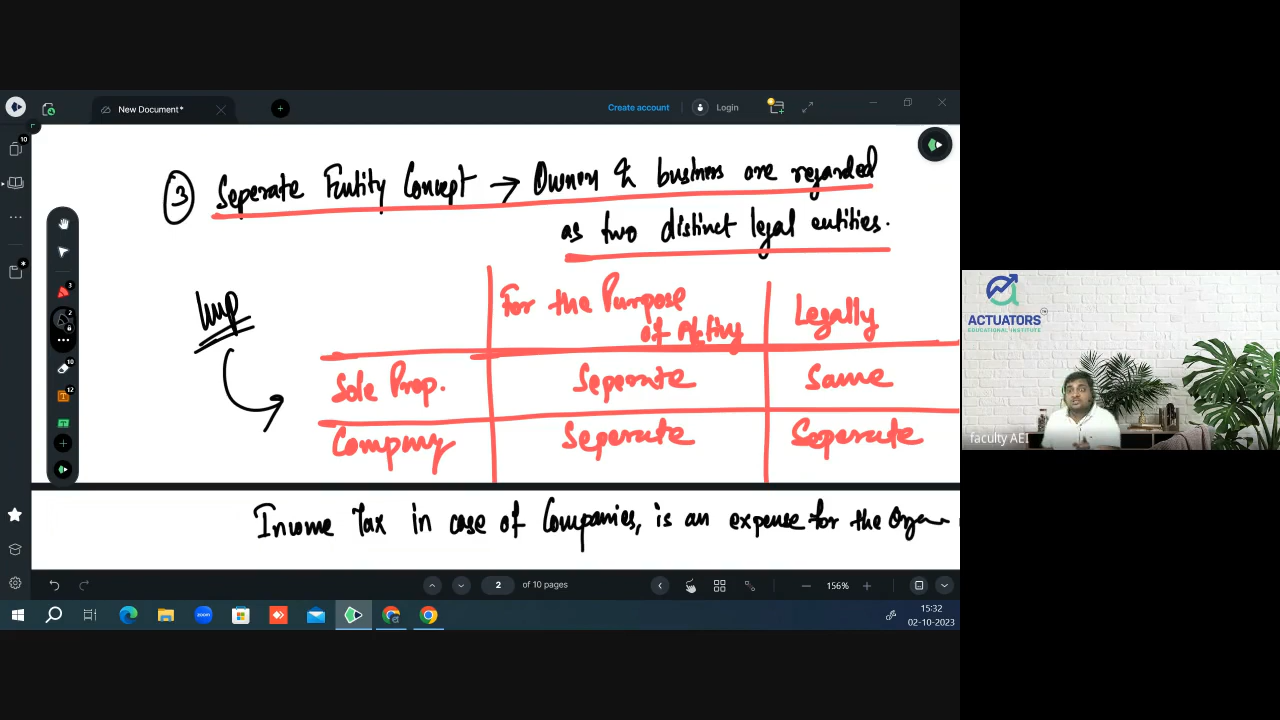 New Document*
Create account
Login
③ Seperate Entity Concept → Owner & business are regarded
as two distinct legal entities.
Imp
For the Purpose
of Acctng
Legally
Sole Prop.
Seperate
Same
Company
Seperate
Seperate
Income Tax in case of Companies, is an expense for the Organ
2 of 10 pages
156%
15:32
02-10-2023
zoom
ACTUATORS
EDUCATIONAL INSTITUTE
faculty AEI